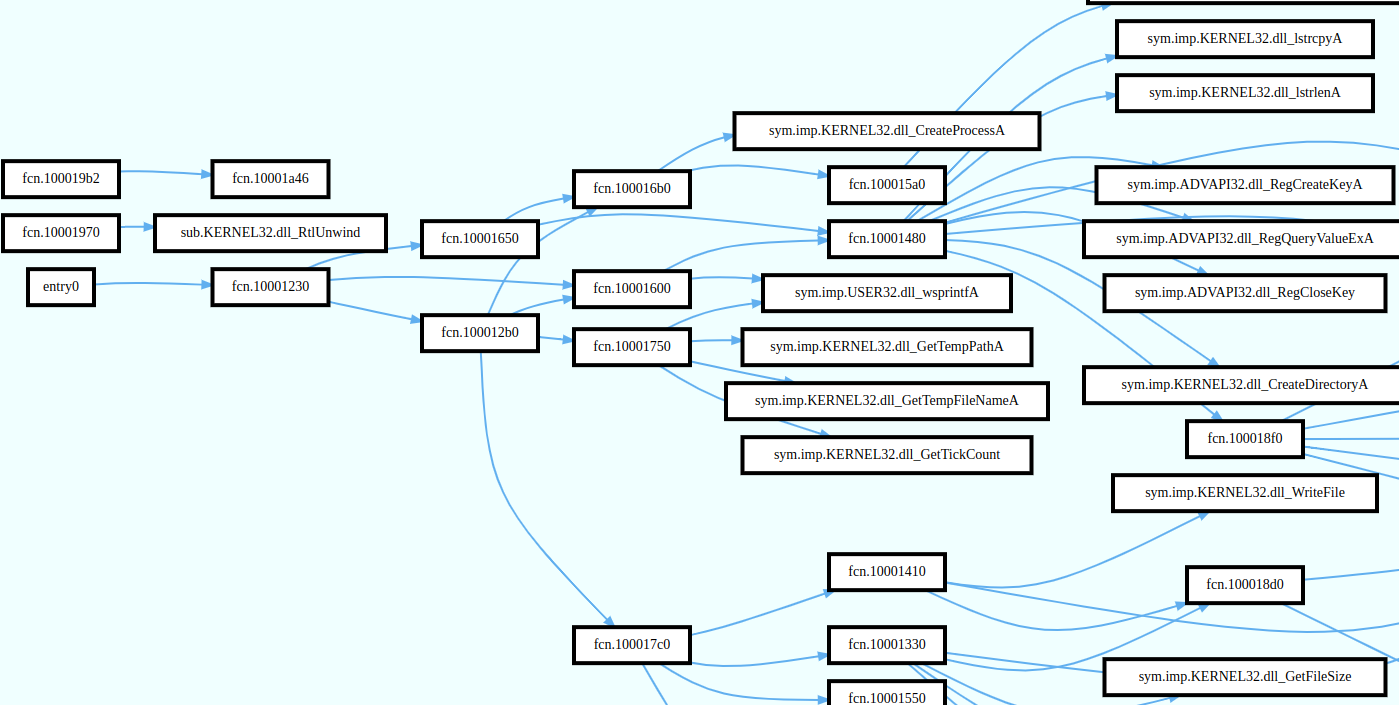 sym.imp.KERNEL32.dll_lstrcpyA
sym.imp.KERNEL32.dll_lstrlenA
sym.imp.KERNEL32.dll_CreateProcessA
fcn.100019b2
fcn.10001a46
fcn.100016b0
fcn.100015a0
sym.imp.ADVAPI32.dll_RegCreateKeyA
fcn.10001970
sub.KERNEL32.dll_RtlUnwind
fcn.10001650
fcn.10001480
sym.imp.ADVAPI32.dll_RegQueryValueExA
entry0
fcn.10001230
fcn.10001600
sym.imp.USER32.dll_wsprintfA
sym.imp.ADVAPI32.dll_RegCloseKey
fcn.100012b0
fcn.10001750
sym.imp.KERNEL32.dll_GetTempPathA
sym.imp.KERNEL32.dll_CreateDirectoryA
sym.imp.KERNEL32.dll_GetTempFileNameA
fcn.100018f0
sym.imp.KERNEL32.dll_GetTickCount
sym.imp.KERNEL32.dll_WriteFile
fcn.10001410
fcn.100018d0
fcn.100017c0
fcn.10001330
sym.imp.KERNEL32.dll_GetFileSize
fcn.10001550